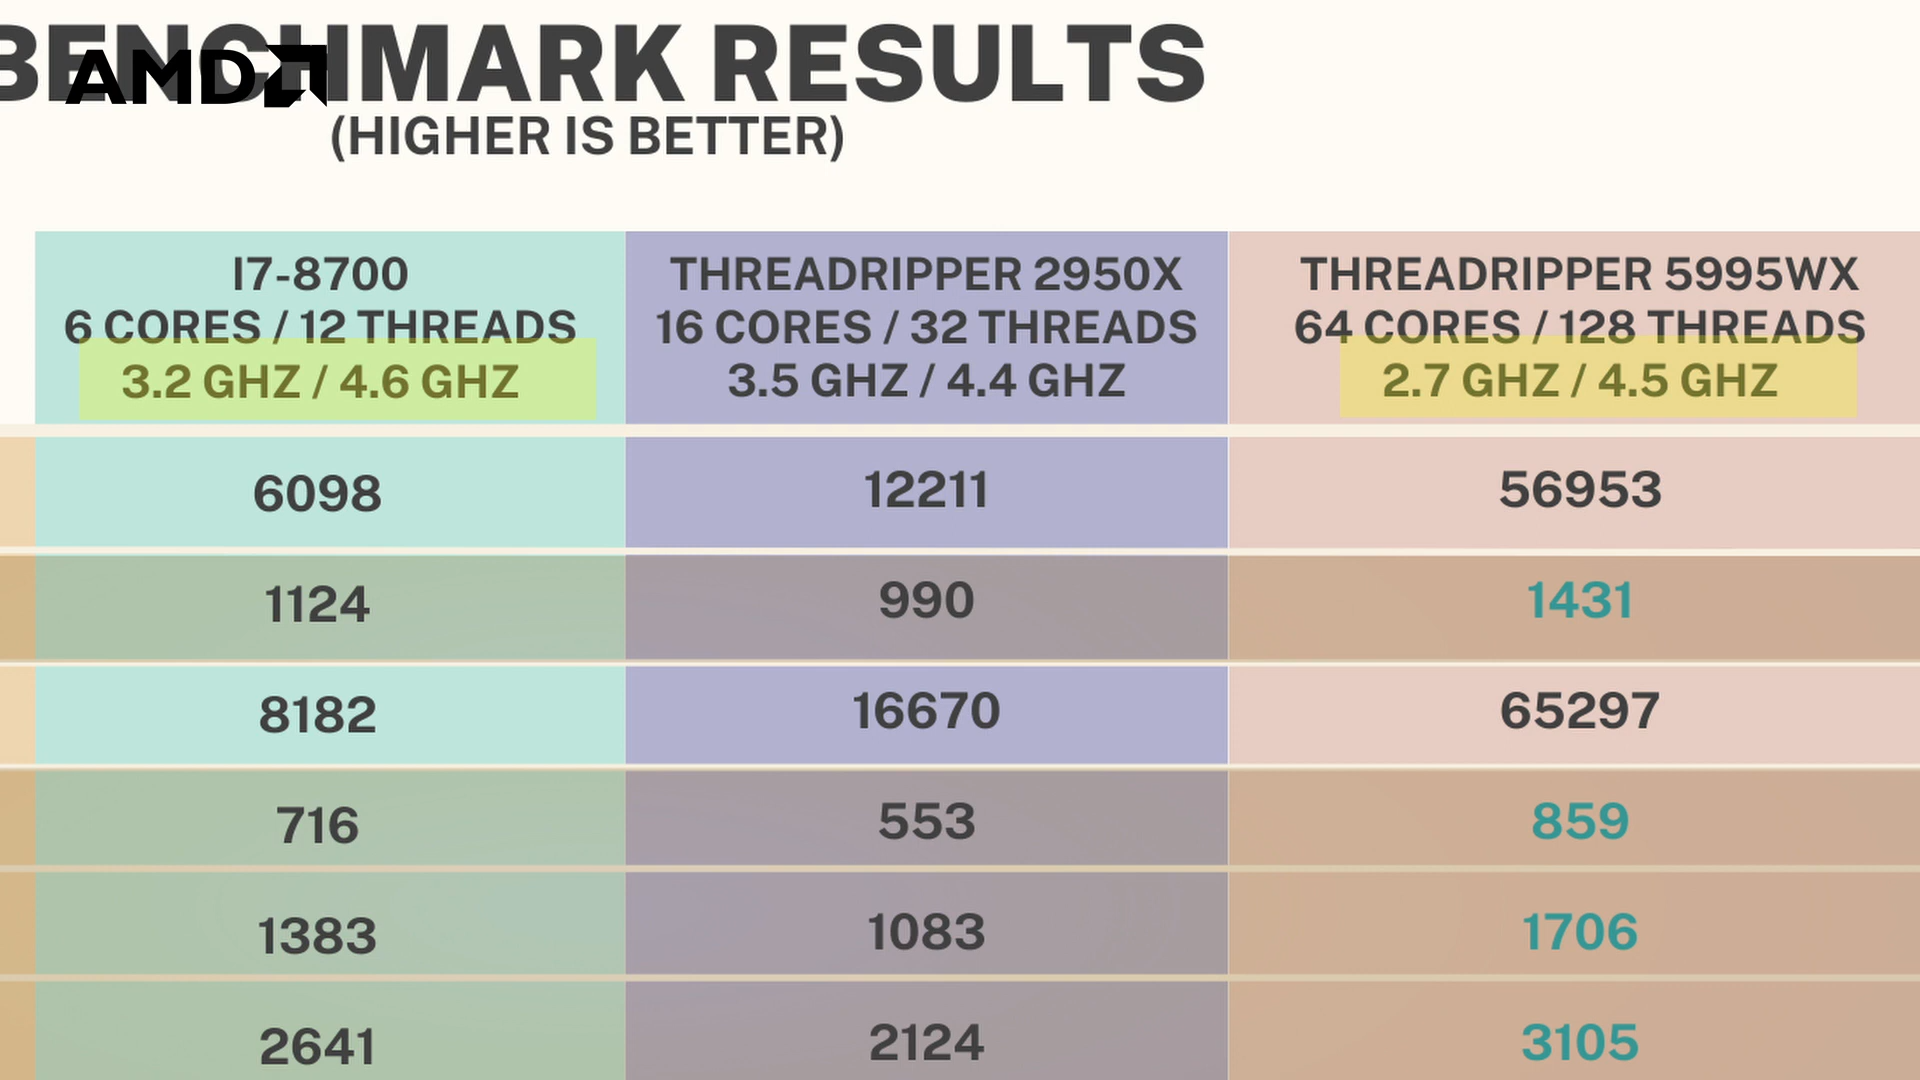 BENCHMARK RESULTS
AMD
(HIGHER IS BETTER)
I7-8700 THREADRIPPER 2950X THREADRIPPER 5995WX
6 CORES / 12 THREADS 16 CORES / 32 THREADS 64 CORES / 128 THREADS
3.2 GHZ / 4.6 GHZ 3.5 GHZ / 4.4 GHZ 2.7 GHZ / 4.5 GHZ
6098 12211 56953
1124 990 1431
8182 16670 65297
716 553 859
1383 1083 1706
2641 2124 3105